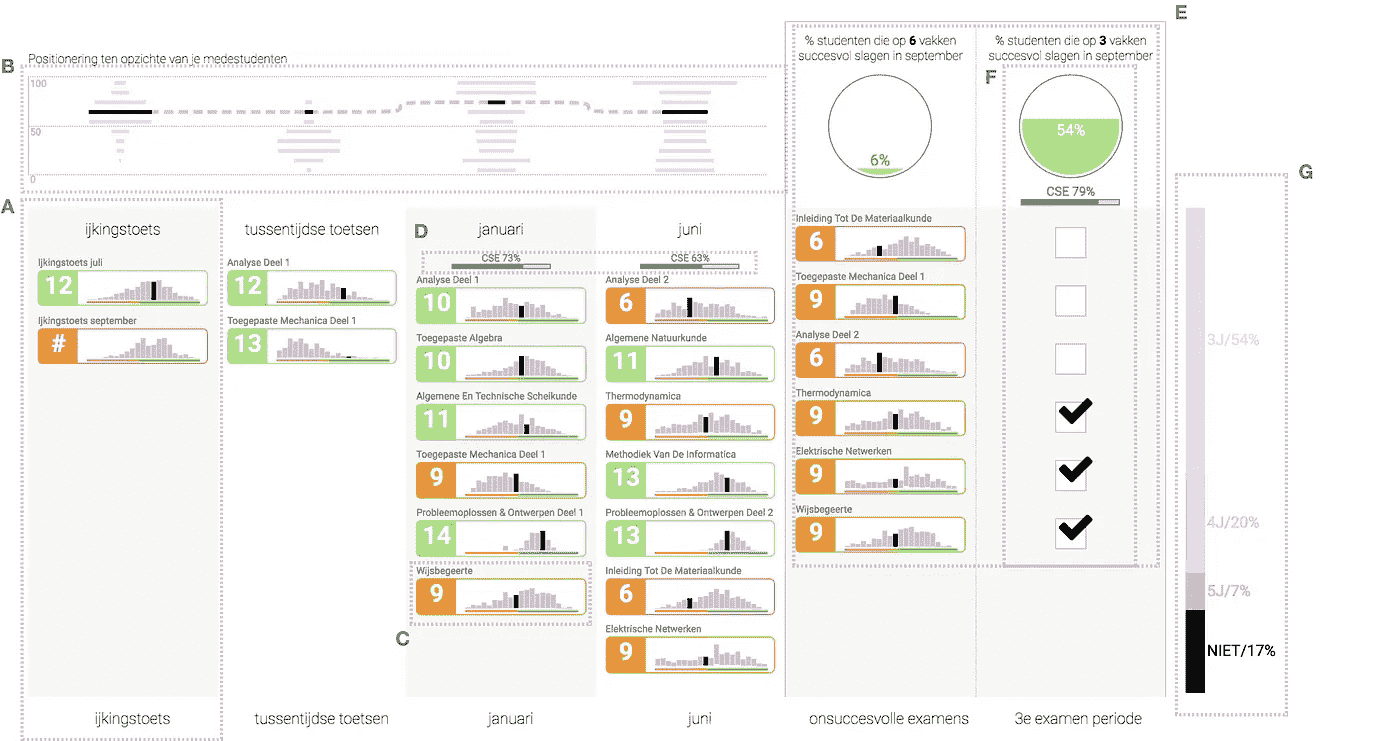 E
% studenten die op 6 vakken
succesvol slagen in september
% studenten die op 3 vakken
succesvol slagen in september
B
Positionering ten opzichte van je medestudenten
100
50
0
F
6%
54%
CSE 79%
G
A
ijkingstoets
tussentijdse toetsen
D
januari
juni
CSE 73%
CSE 63%
Ijkingstoets juli
12
Ijkingstoets september
#
Analyse Deel 1
12
Toegepaste Mechanica Deel 1
13
Analyse Deel 1
10
Toegepaste Algebra
10
Algemene En Technische Scheikunde
11
Toegepaste Mechanica Deel 1
9
Probleemoplossen & Ontwerpen Deel 1
14
Wijsbegeerte
9
C
Analyse Deel 2
6
Algemene Natuurkunde
11
Thermodynamica
9
Methodiek Van De Informatica
13
Probleemoplossen & Ontwerpen Deel 2
13
Inleiding Tot De Materiaalkunde
6
Elektrische Netwerken
9
Inleiding Tot De Materiaalkunde
6
Toegepaste Mechanica Deel 1
9
Analyse Deel 2
6
Thermodynamica
9
Elektrische Netwerken
9
Wijsbegeerte
9
3J/54%
4J/20%
5J/7%
NIET/17%
ijkingstoets
tussentijdse toetsen
januari
juni
onsuccesvolle examens
3e examen periode